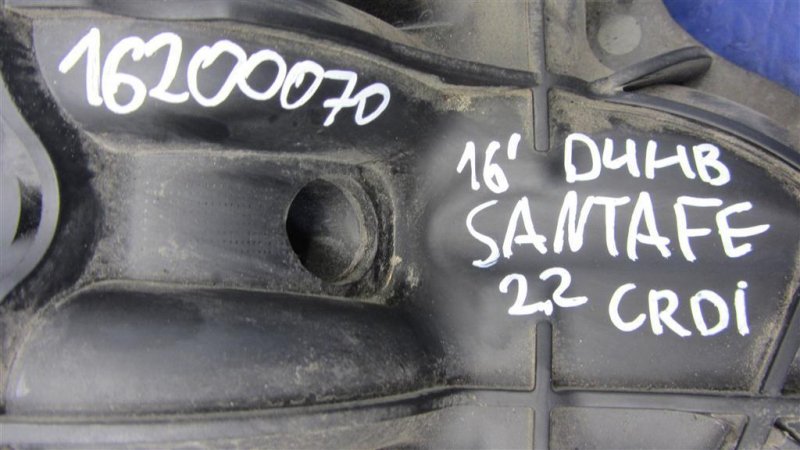 16200070
16' D4HB
SANTAFE
2.2 CRDi